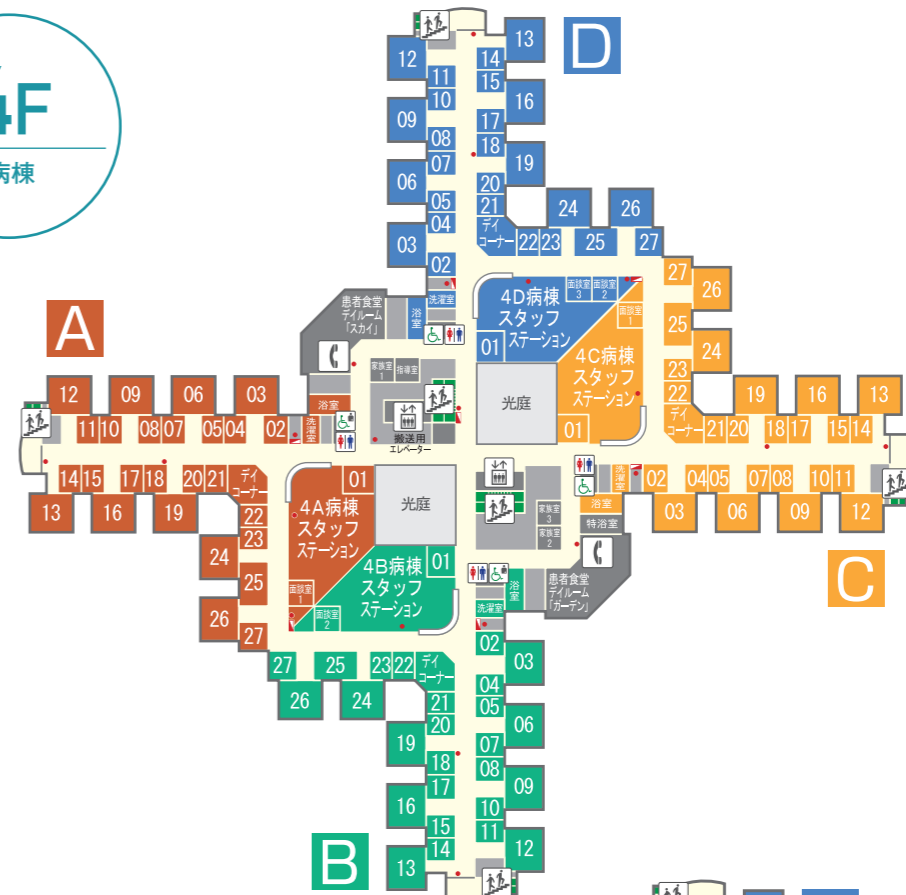 4F
病棟
D
13
12
14
15
11
10
16
09
17
18
08
07
19
06
20
21
05
04
デイ
コーナー
24
26
03
22
23
25
27
02
洗濯室
浴室
患者食堂
デイルーム
「スカイ」
4D病棟
スタッフ
ステーション
01
面談室
3
面談室
2
面談室
1
27
26
25
24
23
22
デイ
コーナー
4C病棟
スタッフ
ステーション
01
光庭
家族室
1
指導室
搬送用
エレベーター
A
12
09
06
03
11
10
08
07
05
04
02
洗濯室
浴室
14
15
17
18
20
21
デイ
コーナー
13
16
19
22
23
24
25
26
27
01
4A病棟
スタッフ
ステーション
面談室
1
光庭
19
16
13
21
20
18
17
15
14
洗濯室
02
04
05
07
08
10
11
03
06
09
12
C
浴室
特浴室
家族室
3
家族室
2
患者食堂
デイルーム
「ガーデン」
01
4B病棟
スタッフ
ステーション
面談室
2
浴室
洗濯室
27
25
23
22
デイ
コーナー
26
24
02
03
04
05
21
20
06
19
07
08
18
17
09
16
10
11
15
14
12
13
B